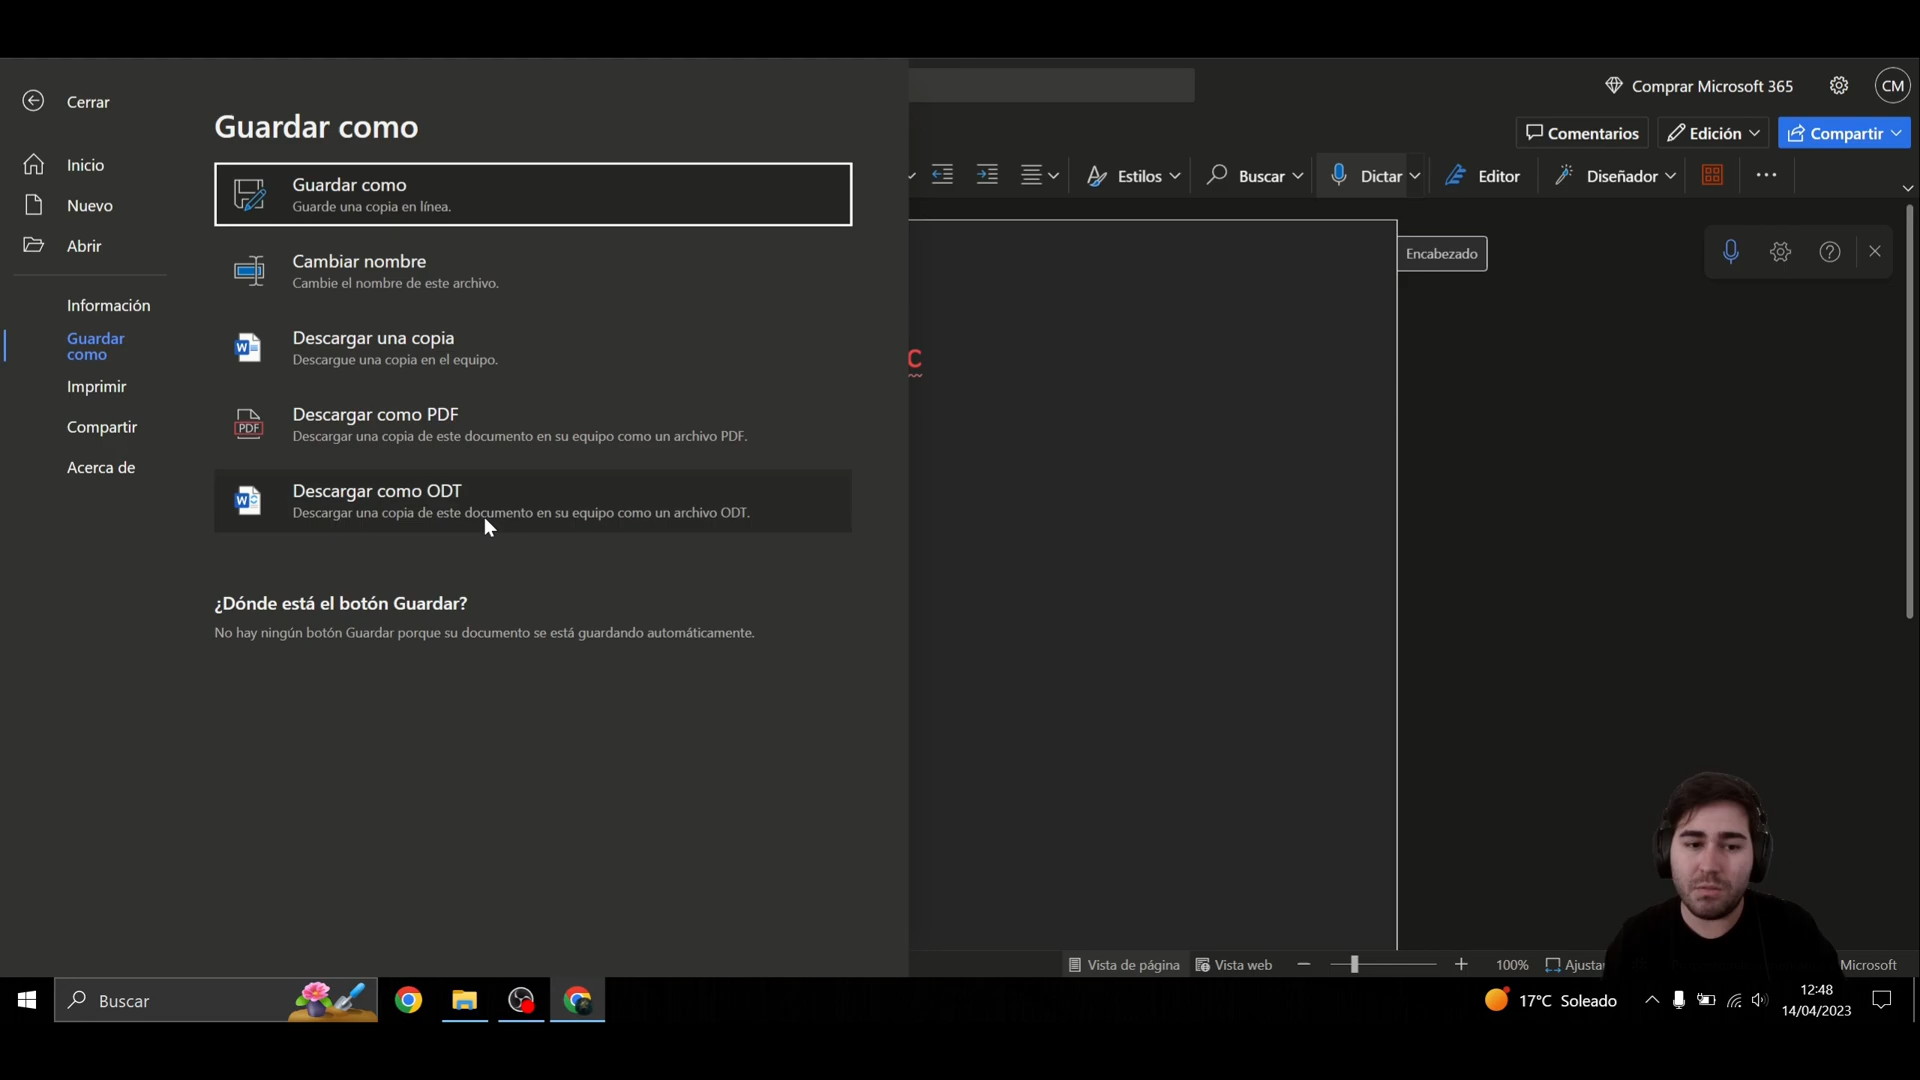 Cerrar
Guardar como
Inicio
Nuevo
Abrir
Información
Guardar
como
Imprimir
Compartir
Acerca de
Guardar como
Guarde una copia en línea.
Cambiar nombre
Cambie el nombre de este archivo.
Descargar una copia
Descargue una copia en el equipo.
PDF
Descargar como PDF
Descargar una copia de este documento en su equipo como un archivo PDF.
Descargar como ODT
Descargar una copia de este documento en su equipo como un archivo ODT.
¿Dónde está el botón Guardar?
No hay ningún botón Guardar porque su documento se está guardando automáticamente.
Comprar Microsoft 365
CM
Comentarios
Edición
Compartir
Estilos
Buscar
Dictar
Editor
Diseñador
Encabezado
C
Vista de página
Vista web
100%
Ajusta
Microsoft
Buscar
17°C Soleado
12:48
14/04/2023